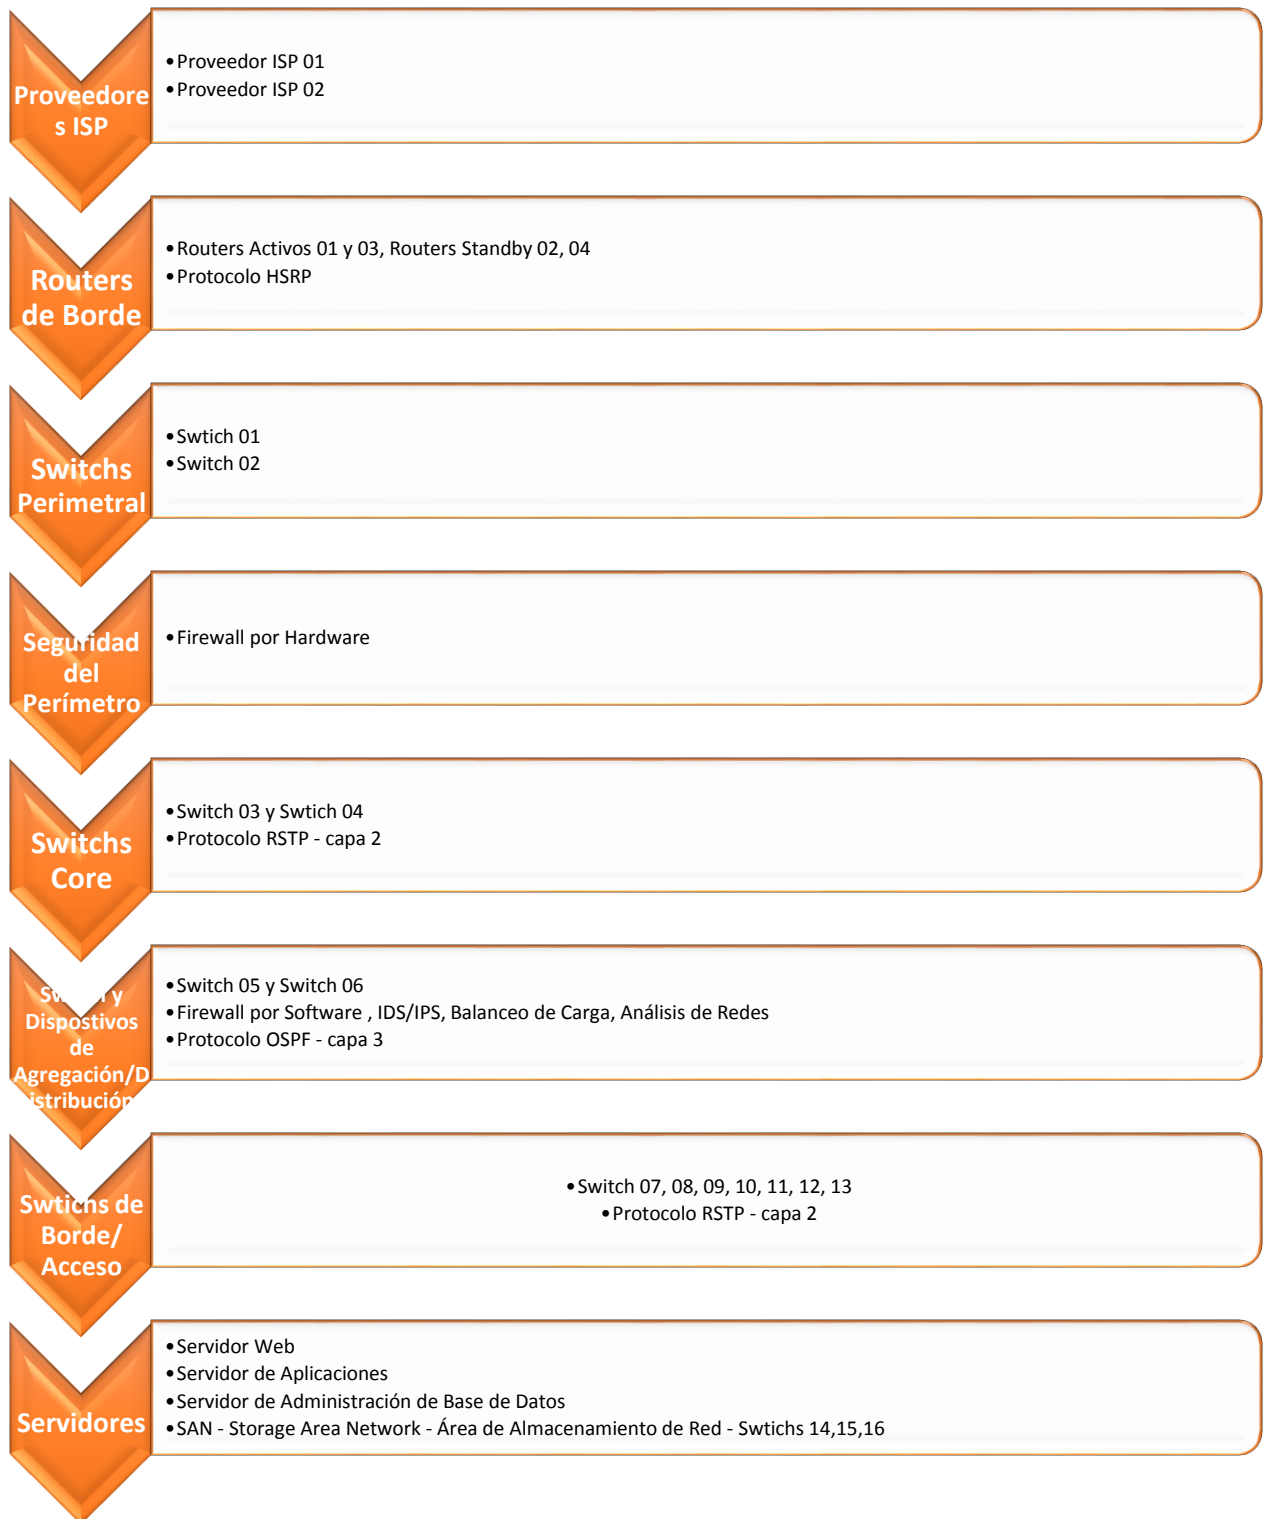 Proveedore
s ISP
•Proveedor ISP 01
•Proveedor ISP 02
Routers
de Borde
•Routers Activos 01 y 03, Routers Standby 02, 04
•Protocolo HSRP
Switchs
Perimetral
•Swtich 01
•Switch 02
Seguridad
del
Perímetro
•Firewall por Hardware
Switchs
Core
•Switch 03 y Swtich 04
•Protocolo RSTP - capa 2
y
Dispostivos
de
Agregación/D
istribución
•Switch 05 y Switch 06
•Firewall por Software , IDS/IPS, Balanceo de Carga, Análisis de Redes
•Protocolo OSPF - capa 3
Swtichs de
Borde/
Acceso
•Switch 07, 08, 09, 10, 11, 12, 13
•Protocolo RSTP - capa 2
Servidores
•Servidor Web
•Servidor de Aplicaciones
•Servidor de Administración de Base de Datos
•SAN - Storage Area Network - Área de Almacenamiento de Red - Swtichs 14,15,16